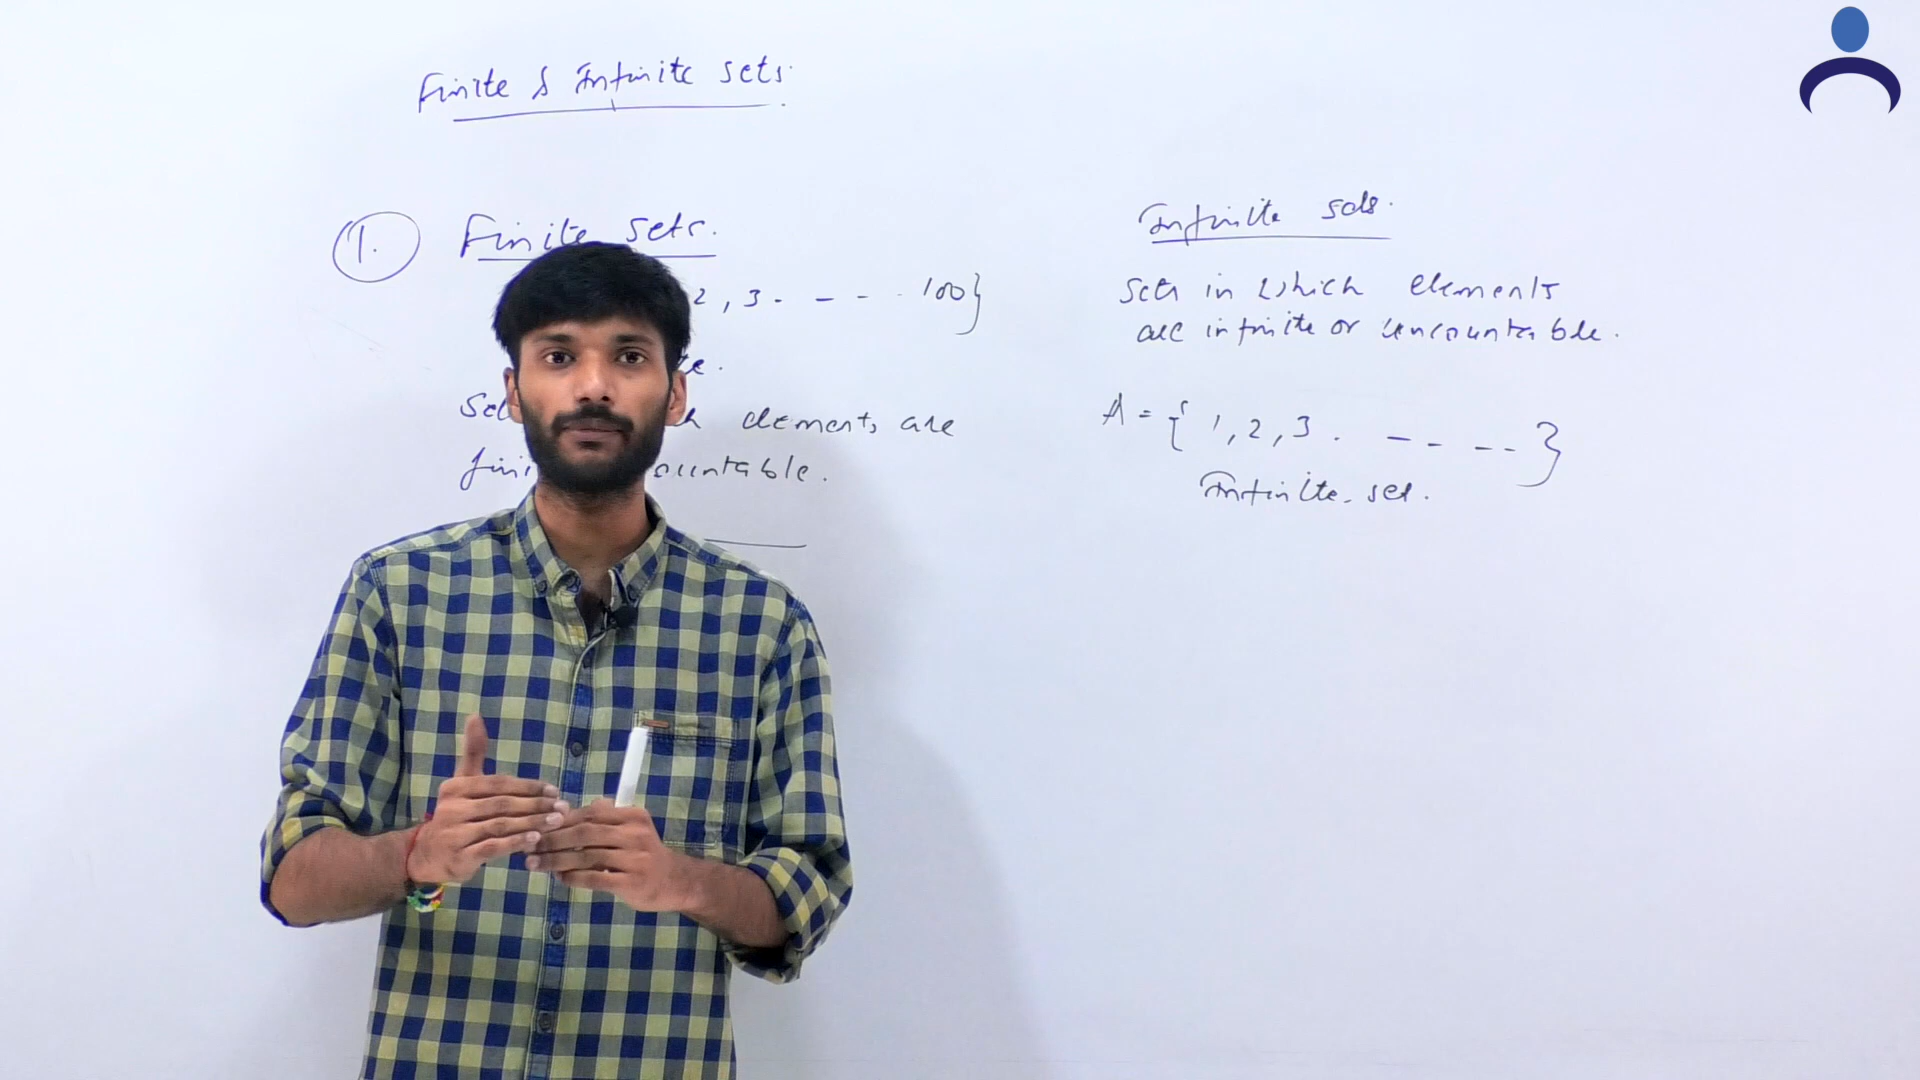 Finite & Infinite sets.
1. Finite sets.
2, 3. - - - . 100}
elements are
countable.
Infinite sets.
sets in which elements
are infinite or uncountable.
A = { 1, 2, 3 . - - - - }
Infinite set.